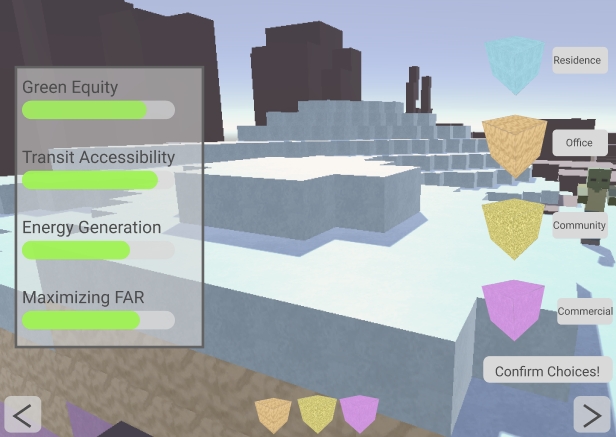 Green Equity
Transit Accessibility
Energy Generation
Maximizing FAR
Residence
Office
Community
Commercial
Confirm Choices!